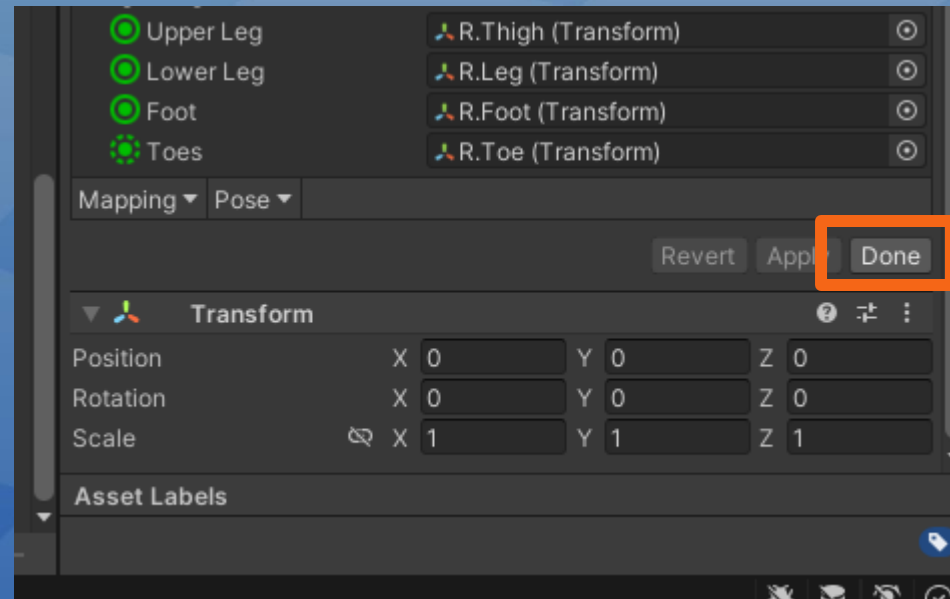 Upper Leg R.Thigh (Transform)
Lower Leg R.Leg (Transform)
Foot R.Foot (Transform)
Toes R.Toe (Transform)
Mapping Pose
Revert Apply Done
Transform
Position X 0 Y 0 Z 0
Rotation X 0 Y 0 Z 0
Scale X 1 Y 1 Z 1
Asset Labels